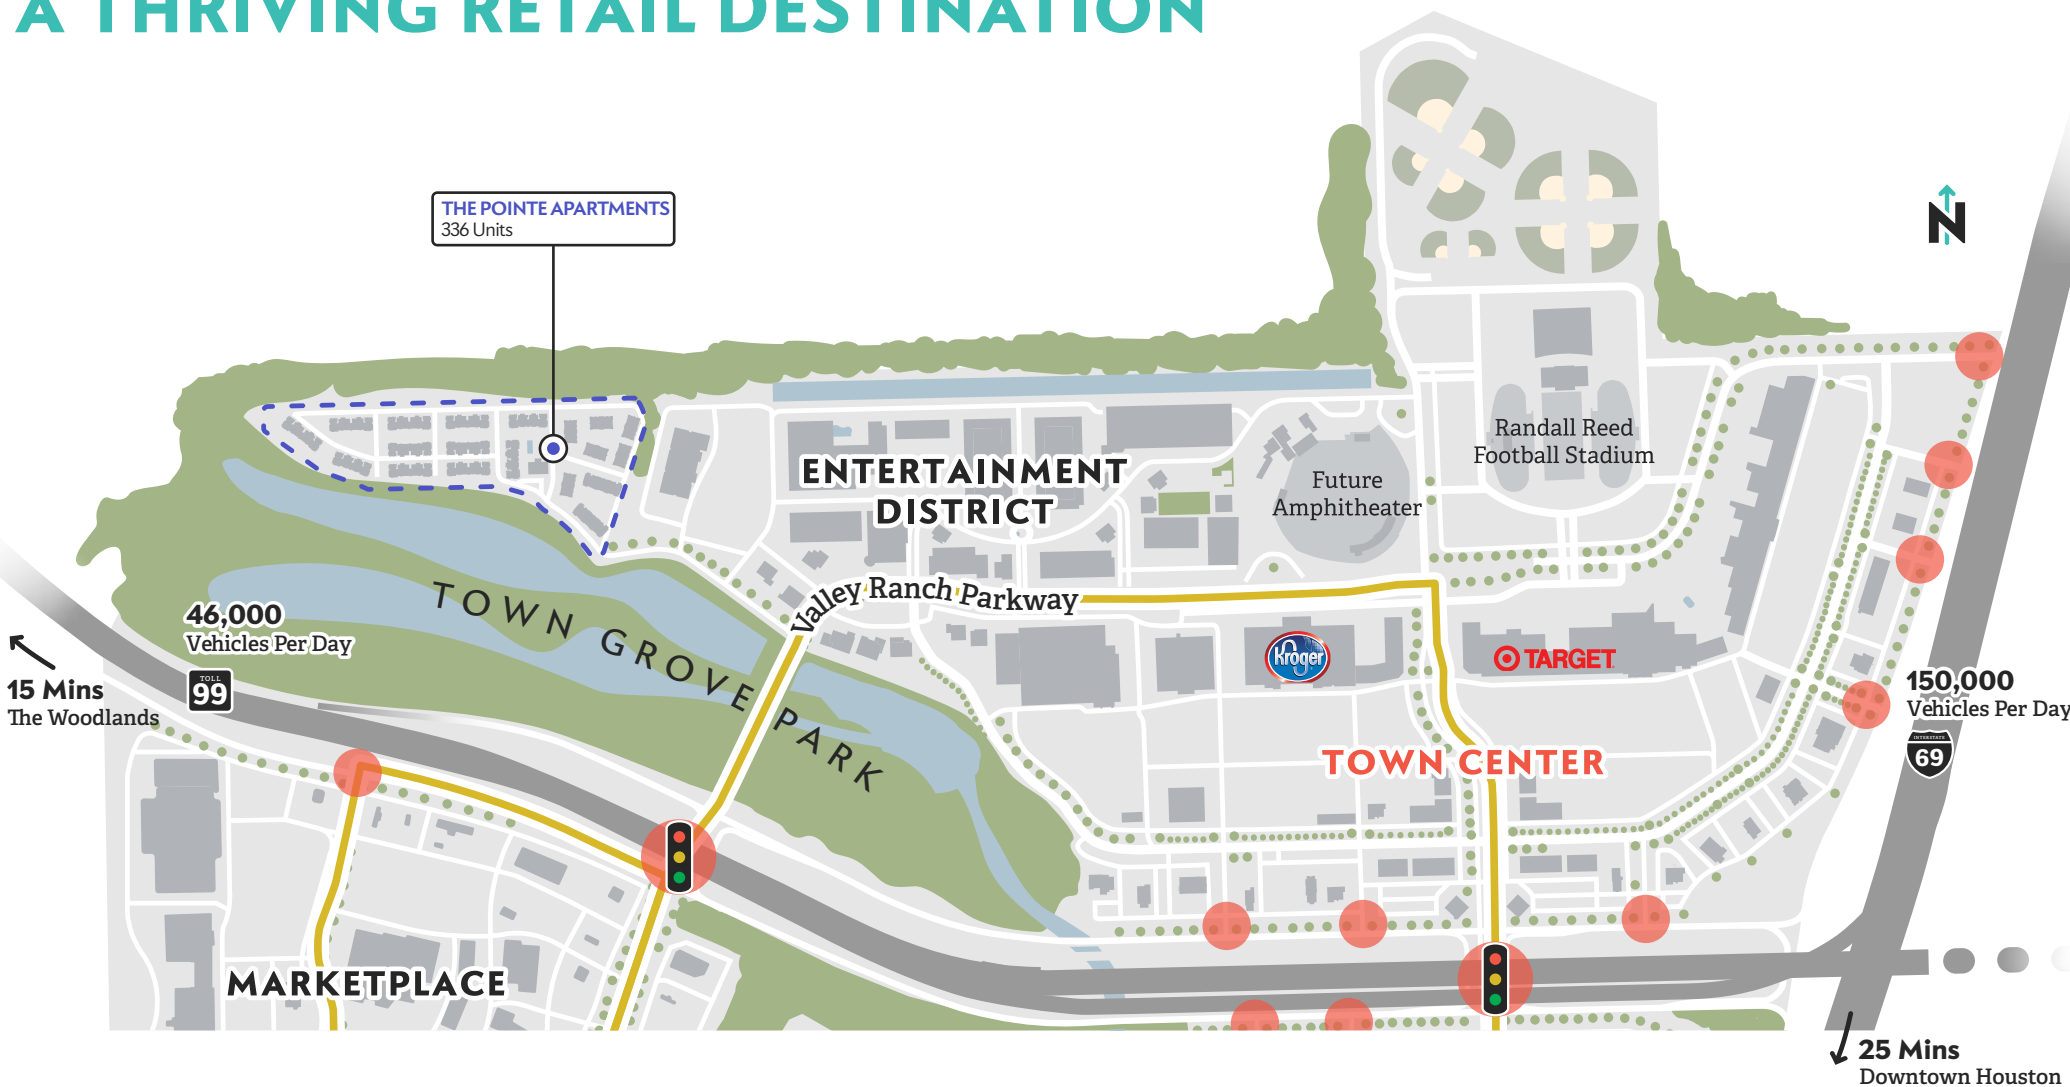 A THRIVING RETAIL DESTINATION
THE POINTE APARTMENTS
336 Units
N
Randall Reed
Football Stadium
ENTERTAINMENT
DISTRICT
Future
Amphitheater
Valley Ranch Parkway
TOWN GROVE PARK
46,000
Vehicles Per Day
TOLL
99
15 Mins
The Woodlands
Kroger
TARGET
150,000
Vehicles Per Day
INTERSTATE
69
TOWN CENTER
MARKETPLACE
25 Mins
Downtown Houston